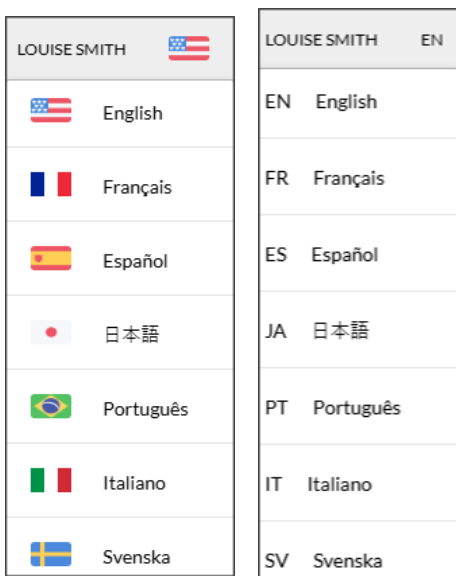 LOUISE SMITH
English
Français
Español
日本語
Português
Italiano
Svenska
LOUISE SMITH EN
EN English
FR Français
ES Español
JA 日本語
PT Português
IT Italiano
SV Svenska